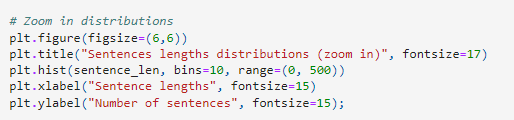 # Zoom in distributions
plt.figure(figsize=(6,6))
plt.title("Sentences lengths distributions (zoom in)", fontsize=17)
plt.hist(sentence_len, bins=10, range=(0, 500))
plt.xlabel("Sentence lengths", fontsize=15)
plt.ylabel("Number of sentences", fontsize=15);